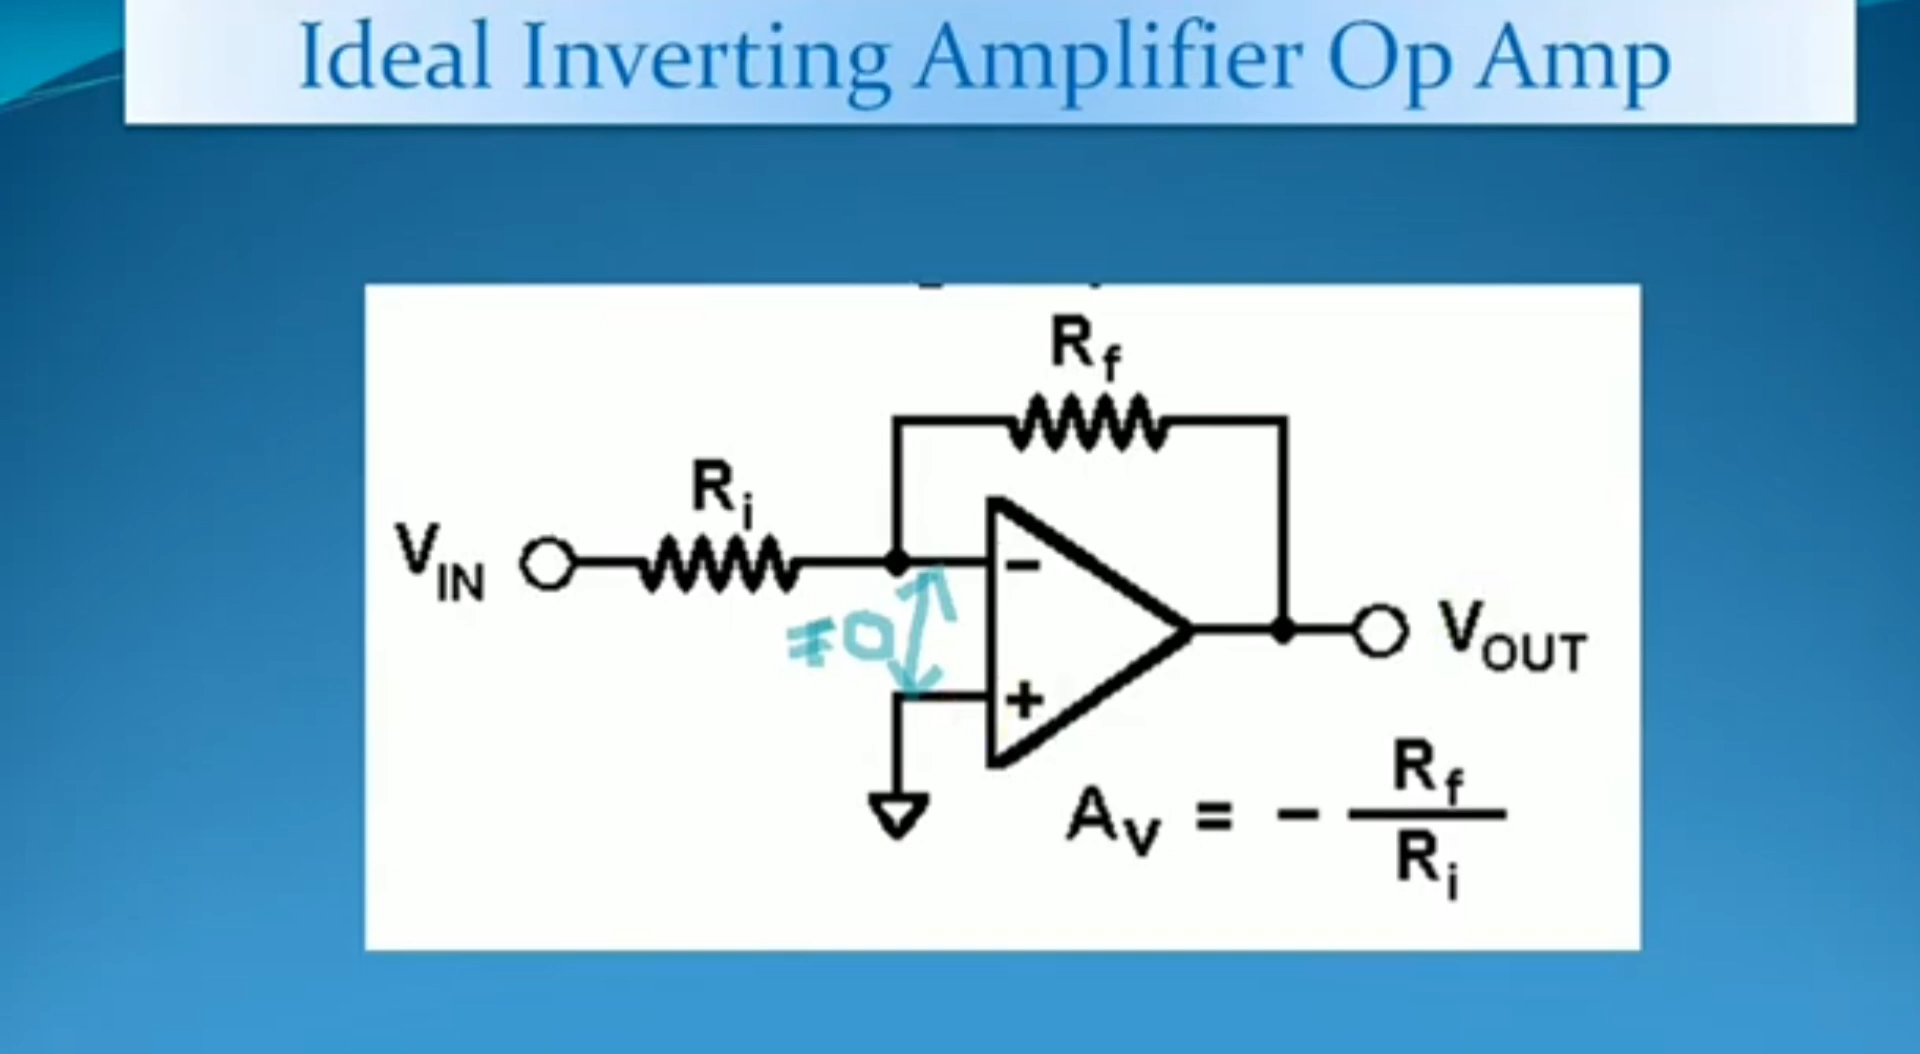 Ideal Inverting Amplifier Op Amp
Rf
Ri
VIN
−
=0
VOUT
+
AV = − Rf
Ri